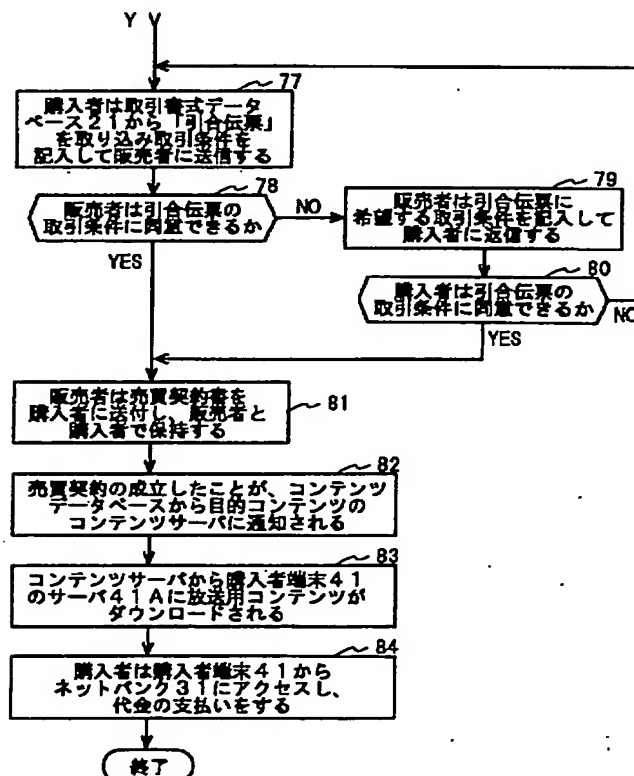 Y
77
購入者は取引書式データ
ベース21から「引合伝票」
を取り込み取引条件を
記入して販売者に送信する
78
販売者は引合伝票の
取引条件に同意できるか
NO
YES
79
販売者は引合伝票に
希望する取引条件を記入して
購入者に返信する
80
購入者は引合伝票の
取引条件に同意できるか
NO
YES
81
販売者は売買契約書を
購入者に送付し、販売者と
購入者で保持する
82
売買契約の成立したことが、コンテンツ
データベースから目的コンテンツの
コンテンツサーバに通知される
83
コンテンツサーバから購入者端末41
のサーバ41Aに放送用コンテンツが
ダウンロードされる
84
購入者は購入者端末41から
ネットバンク31にアクセスし、
代金の支払いをする
終了